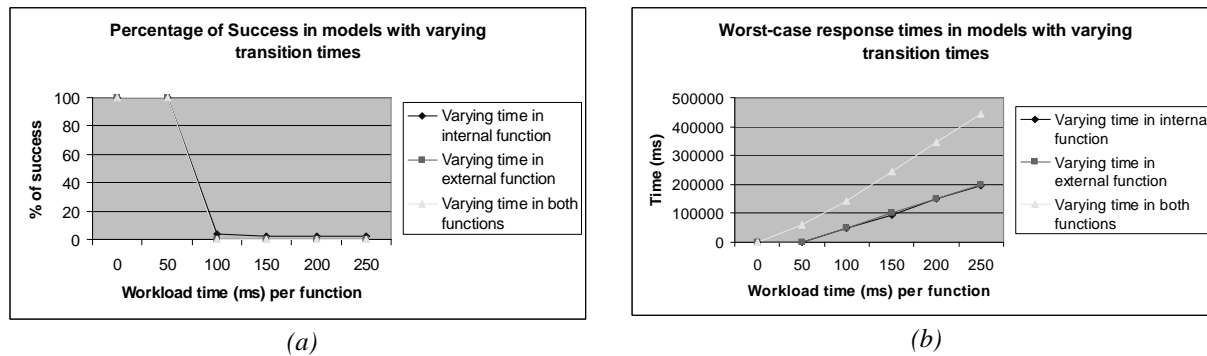 Percentage of Success in models with varying
transition times
100
80
60
40
20
0
% of success
0 50 100 150 200 250
Workload time (ms) per function
Varying time in
internal function
Varying time in
external function
Varying time in both
functions
(a)
Worst-case response times in models with varying
transition times
500000
400000
300000
200000
100000
0
Time (ms)
0 50 100 150 200 250
Workload time (ms) per function
Varying time in internal
function
Varying time in
external function
Varying time in both
functions
(b)